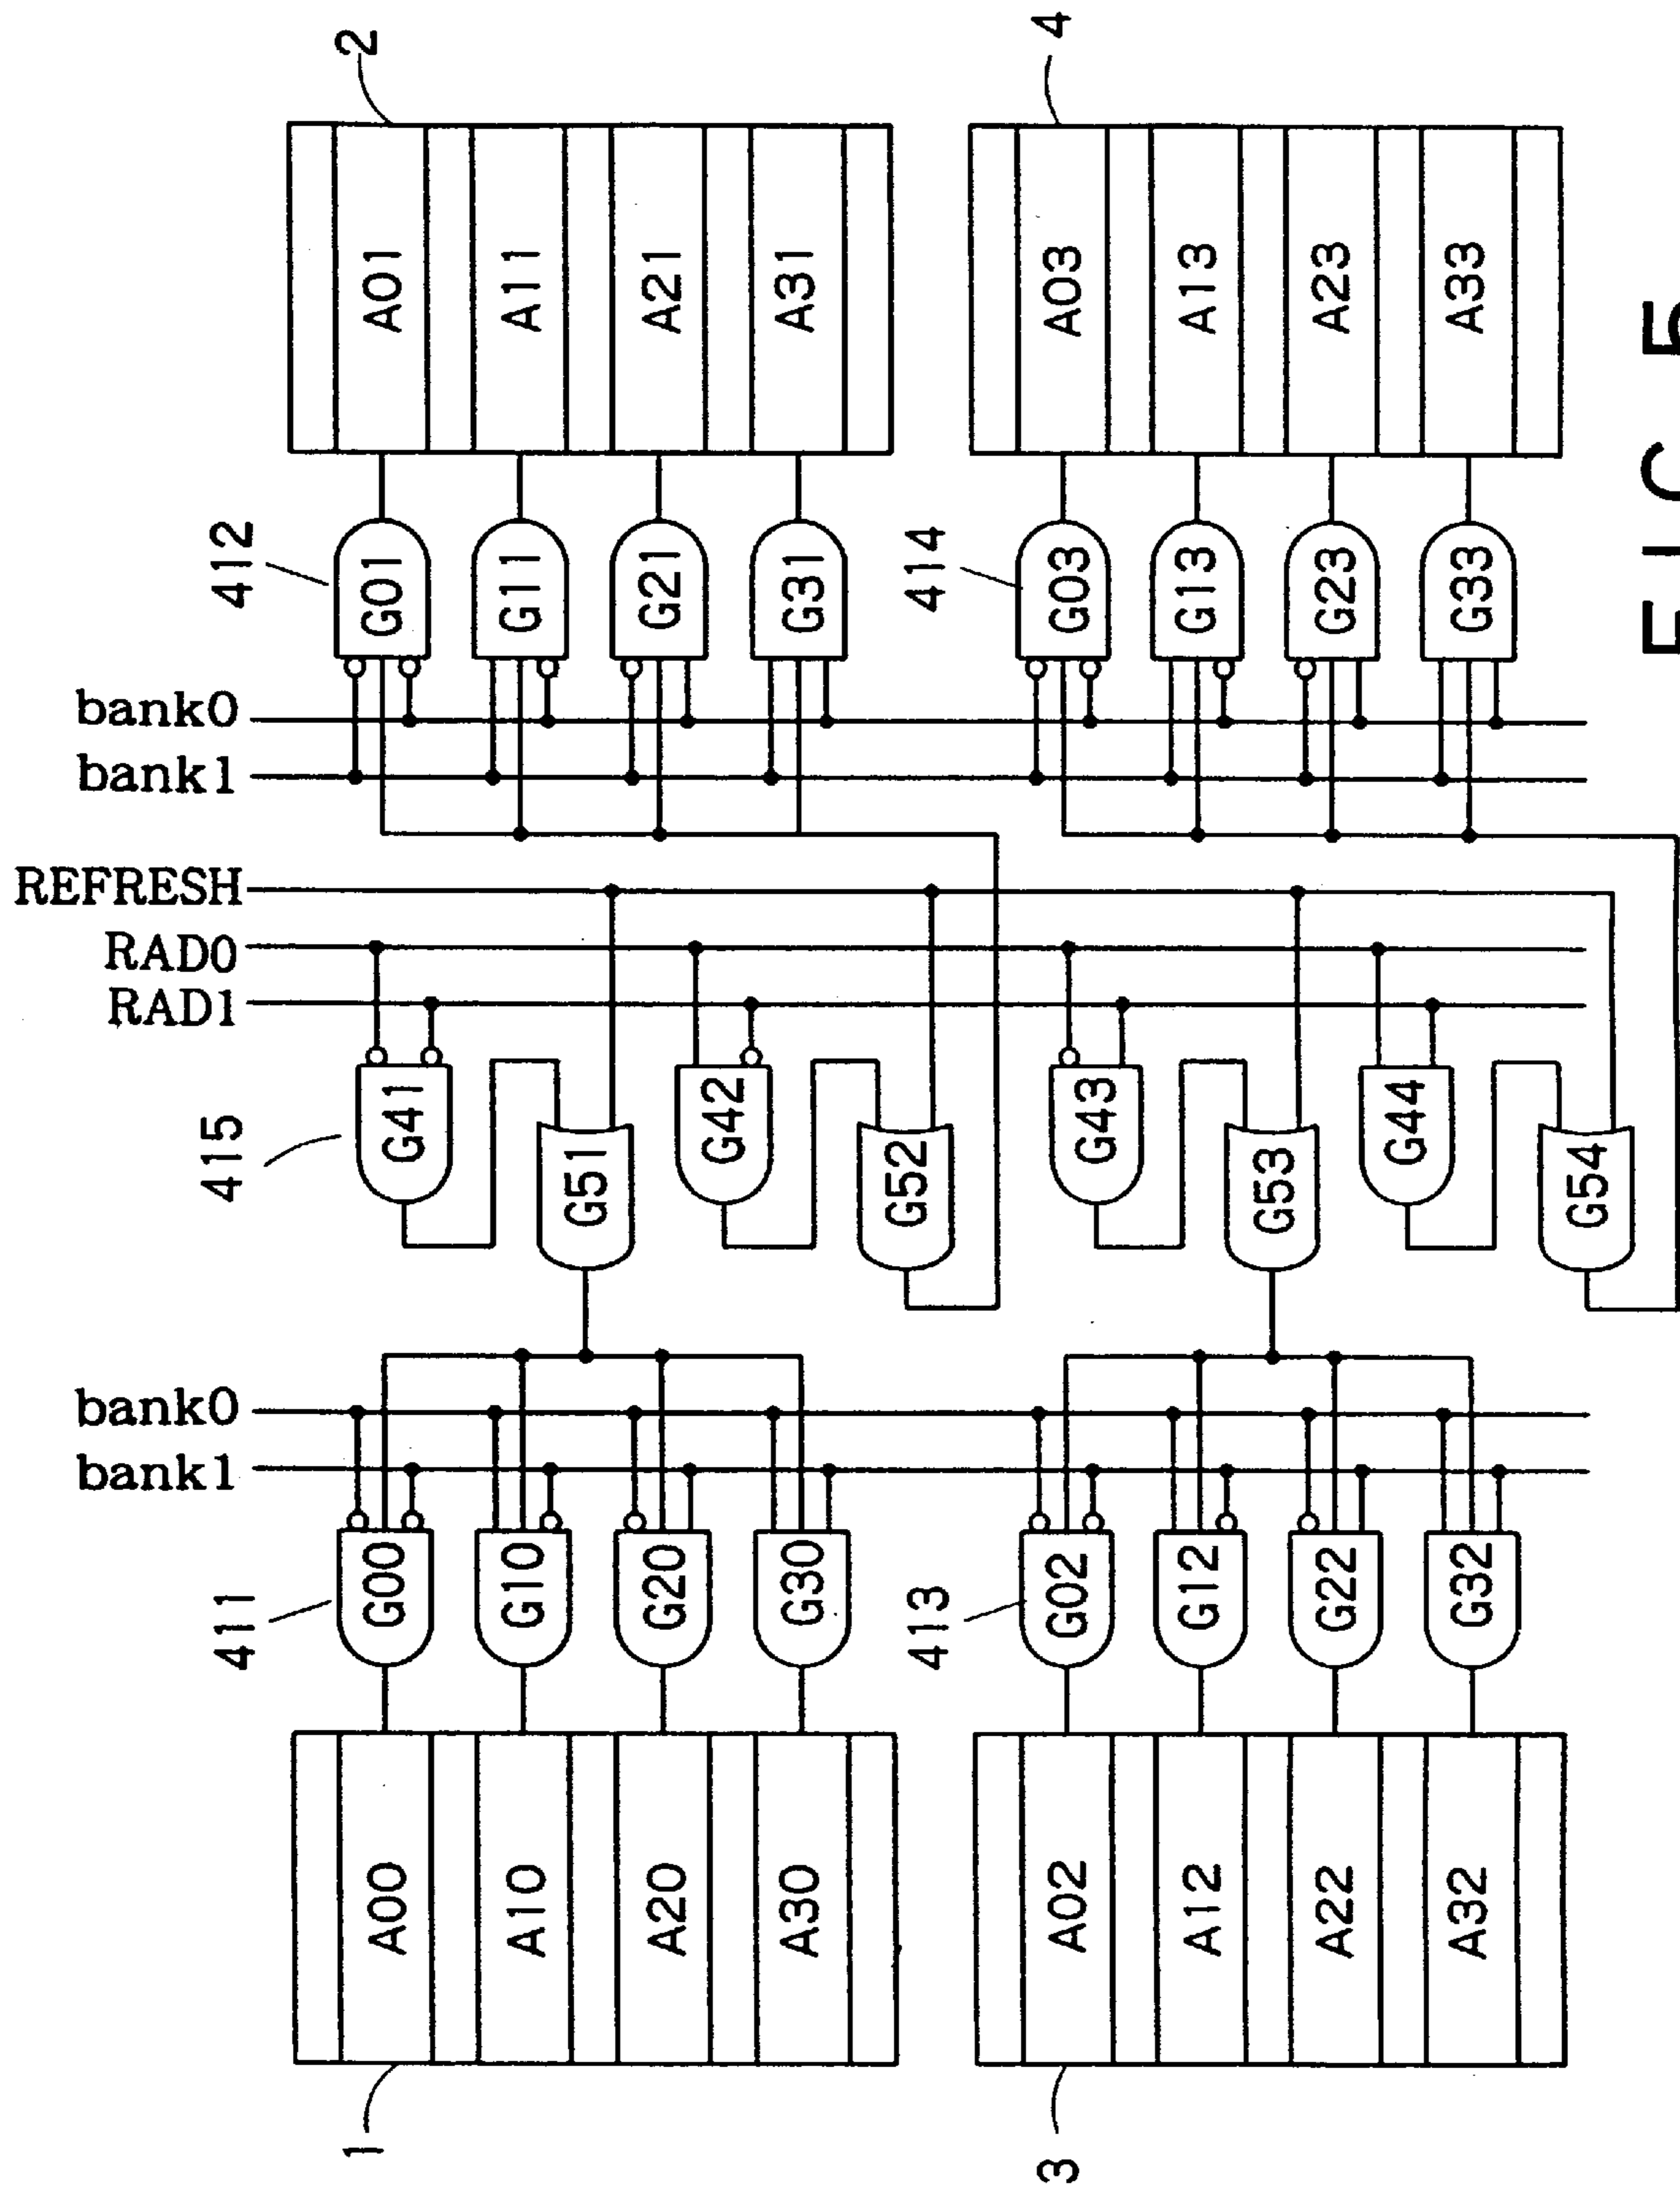 2
4
A01
A11
A21
A31
A03
A13
A23
A33
412
G01
G11
G21
G31
414
G03
G13
G23
G33
bank0
bank1
REFRESH
RAD0
RAD1
415
G41
G51
G42
G52
G43
G53
G44
G54
bank0
bank1
411
G00
G10
G20
G30
413
G02
G12
G22
G32
A00
A10
A20
A30
A02
A12
A22
A32
1
3